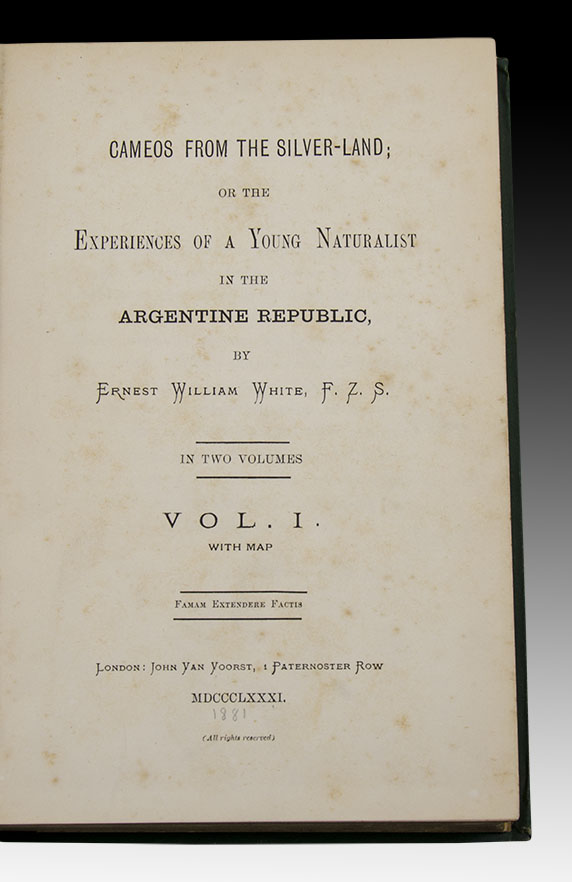 CAMEOS FROM THE SILVER-LAND;
OR THE
EXPERIENCES OF A YOUNG NATURALIST
IN THE
ARGENTINE REPUBLIC,
BY
ERNEST WILLIAM WHITE, F. Z. S.
IN TWO VOLUMES
VOL. I.
WITH MAP
FAMAM EXTENDERE FACTIS
LONDON: JOHN VAN VOORST, 1 PATERNOSTER ROW
MDCCCLXXXI.
1881
(All rights reserved)